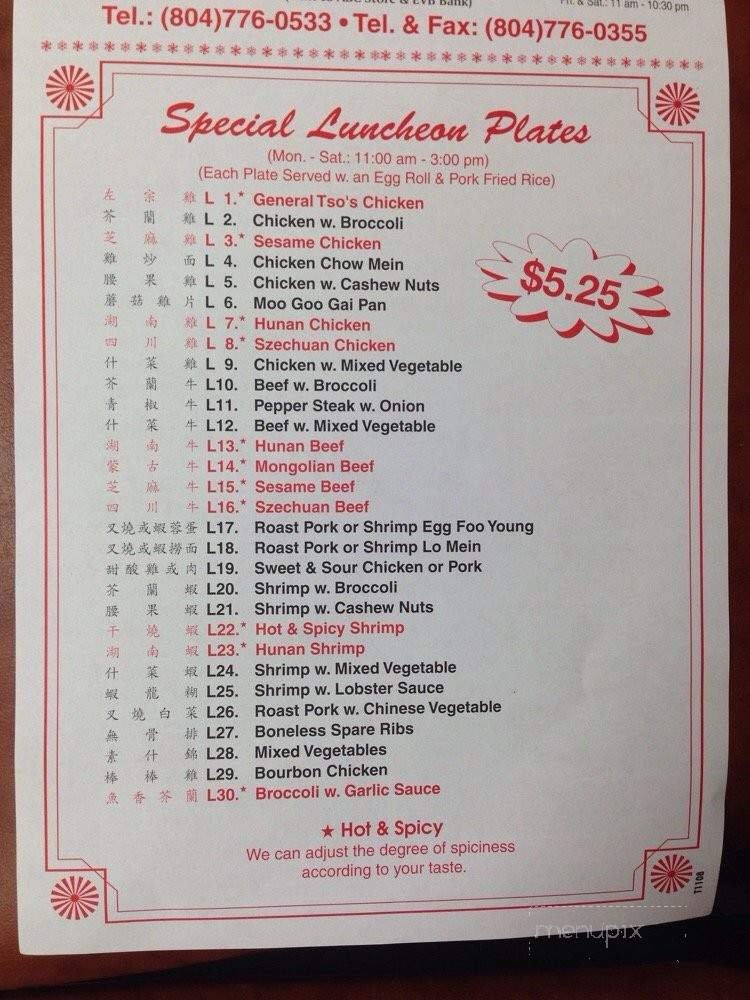 ABC Store & EVB Bank)
Fri. & Sat.: 11 am - 10:30 pm
Tel.: (804)776-0533 • Tel. & Fax: (804)776-0355
Special Luncheon Plates
(Mon. - Sat.: 11:00 am - 3:00 pm)
(Each Plate Served w. an Egg Roll & Pork Fried Rice)
$5.25
左宗雞 L 1.* General Tso's Chicken
芥蘭雞 L 2. Chicken w. Broccoli
芝麻雞 L 3.* Sesame Chicken
雞炒面 L 4. Chicken Chow Mein
腰果雞 L 5. Chicken w. Cashew Nuts
蘑菇雞片 L 6. Moo Goo Gai Pan
湖南雞 L 7.* Hunan Chicken
四川雞 L 8.* Szechuan Chicken
什菜雞 L 9. Chicken w. Mixed Vegetable
芥蘭牛 L10. Beef w. Broccoli
青椒牛 L11. Pepper Steak w. Onion
什菜牛 L12. Beef w. Mixed Vegetable
湖南牛 L13.* Hunan Beef
蒙古牛 L14.* Mongolian Beef
芝麻牛 L15.* Sesame Beef
四川牛 L16.* Szechuan Beef
叉燒或蝦蓉蛋 L17. Roast Pork or Shrimp Egg Foo Young
叉燒或蝦撈面 L18. Roast Pork or Shrimp Lo Mein
甜酸雞或肉 L19. Sweet & Sour Chicken or Pork
芥蘭蝦 L20. Shrimp w. Broccoli
腰果蝦 L21. Shrimp w. Cashew Nuts
干燒蝦 L22.* Hot & Spicy Shrimp
湖南蝦 L23.* Hunan Shrimp
什菜蝦 L24. Shrimp w. Mixed Vegetable
蝦龍糊 L25. Shrimp w. Lobster Sauce
叉燒白菜 L26. Roast Pork w. Chinese Vegetable
無骨排 L27. Boneless Spare Ribs
素什錦 L28. Mixed Vegetables
棒棒雞 L29. Bourbon Chicken
魚香芥蘭 L30.* Broccoli w. Garlic Sauce
★ Hot & Spicy
We can adjust the degree of spiciness
according to your taste.
T1108
menupix